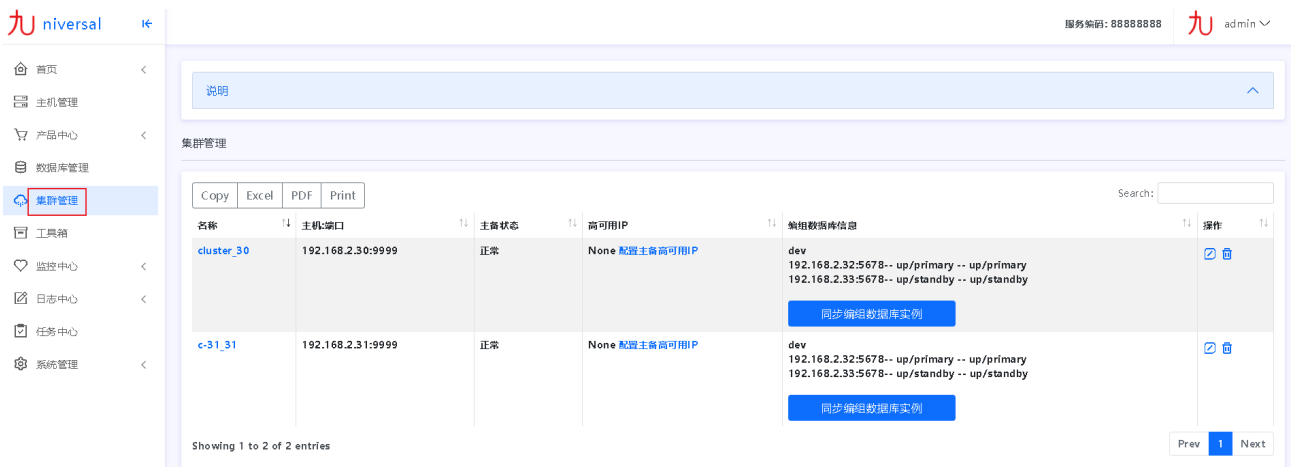 九 niversal
服务编码: 88888888
九 admin
首页
主机管理
产品中心
数据库管理
集群管理
工具箱
监控中心
日志中心
任务中心
系统管理
说明
集群管理
Copy Excel PDF Print
Search:
名称 主机:端口 主备状态 高可用IP 编组数据库信息 操作
cluster_30 192.168.2.30:9999 正常 None 配置主备高可用IP dev
192.168.2.32:5678-- up/primary -- up/primary
192.168.2.33:5678-- up/standby -- up/standby
同步编组数据库实例
c-31_31 192.168.2.31:9999 正常 None 配置主备高可用IP dev
192.168.2.32:5678-- up/primary -- up/primary
192.168.2.33:5678-- up/standby -- up/standby
同步编组数据库实例
Showing 1 to 2 of 2 entries
Prev 1 Next